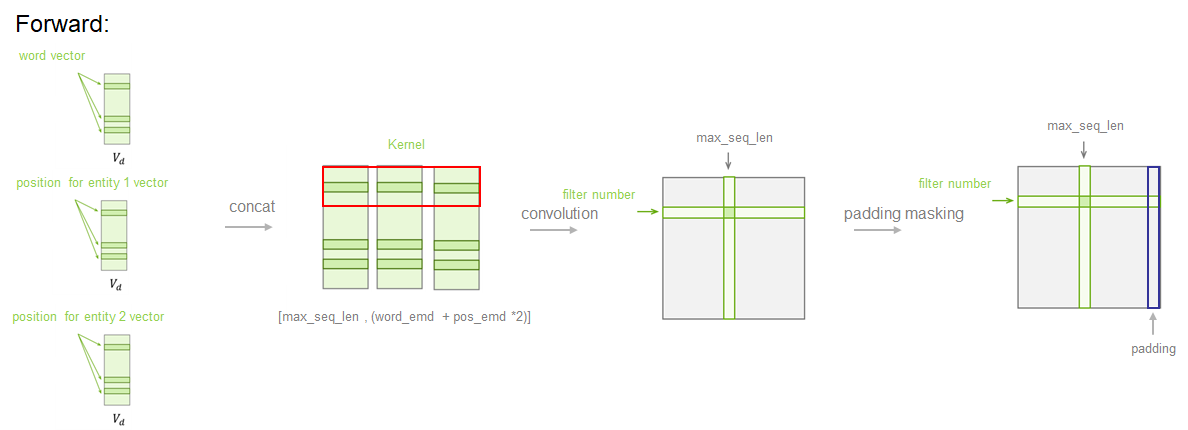 Forward:
word vector
V_d
position for entity 1 vector
V_d
position for entity 2 vector
V_d
concat
Kernel
[max_seq_len , (word_emd + pos_emd *2)]
convolution
max_seq_len
filter number
padding masking
max_seq_len
filter number
padding